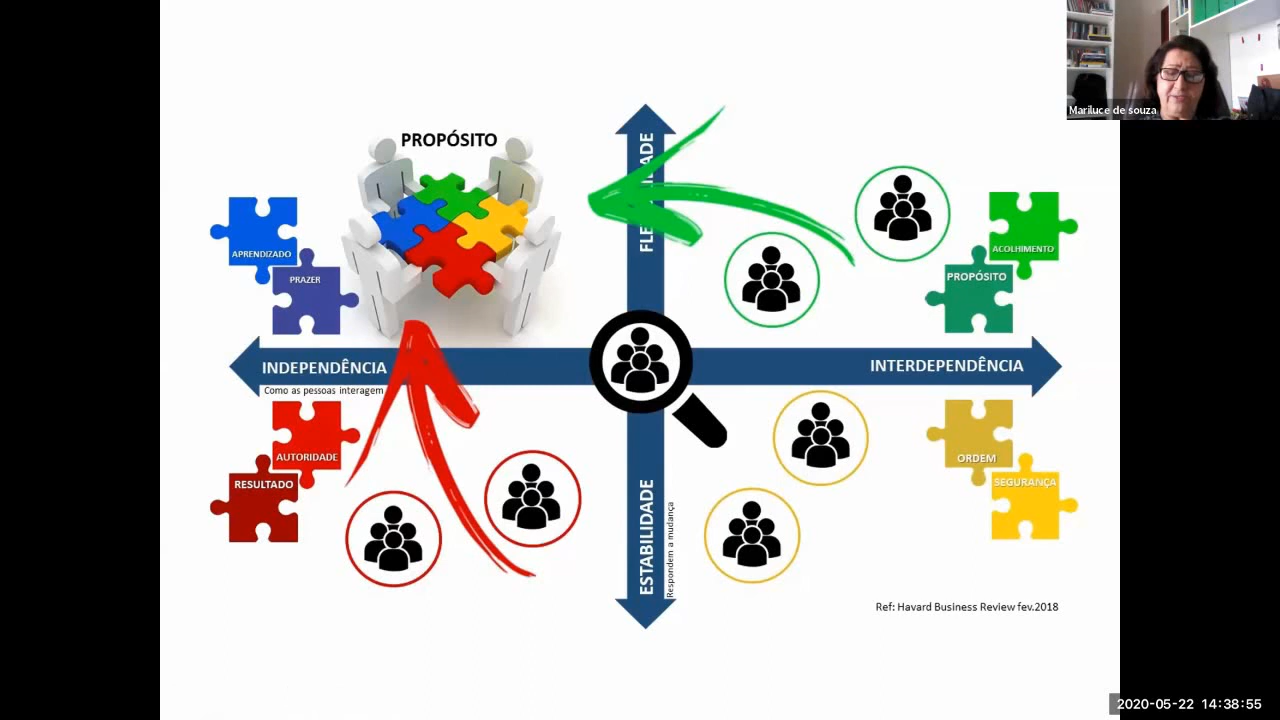 Mariluce de souza
PROPÓSITO
APRENDIZADO
PRAZER
ACOLHIMENTO
PROPÓSITO
INDEPENDÊNCIA
Como as pessoas interagem
INTERDEPENDÊNCIA
AUTORIDADE
RESULTADO
ESTABILIDADE
Respondem a mudança
ORDEM
SEGURANÇA
Ref: Havard Business Review fev.2018
2020-05-22 14:38:55